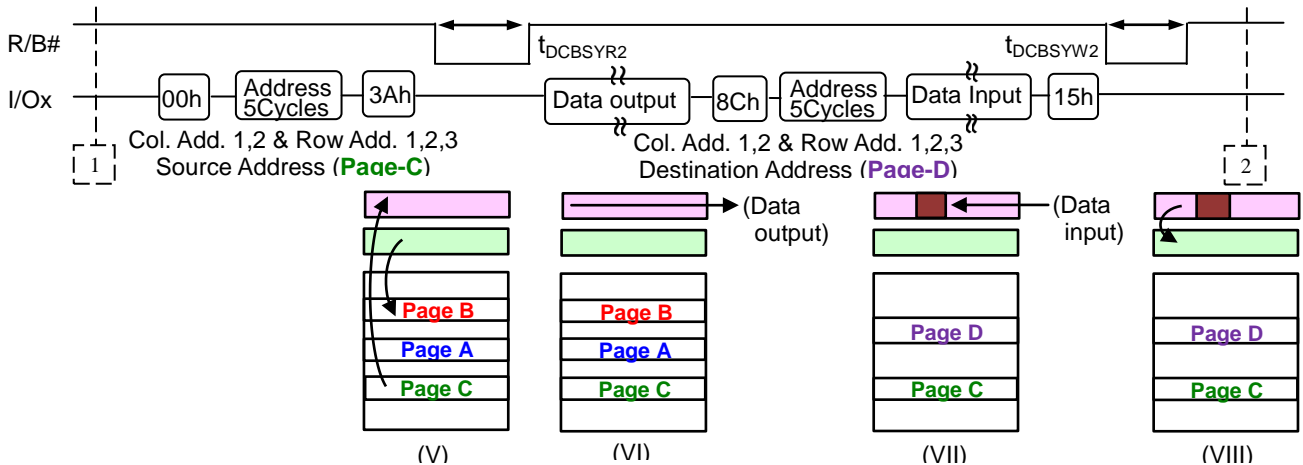 R/B#
tDCBSYR2
tDCBSYW2
I/Ox
00h
Address
5Cycles
3Ah
Data output
8Ch
Address
5Cycles
Data Input
15h
Col. Add. 1,2 & Row Add. 1,2,3
Source Address (Page-C)
Col. Add. 1,2 & Row Add. 1,2,3
Destination Address (Page-D)
1
2
(Data
output)
(Data
input)
Page B
Page A
Page C
Page B
Page A
Page C
Page D
Page C
Page D
Page C
(V)
(VI)
(VII)
(VIII)